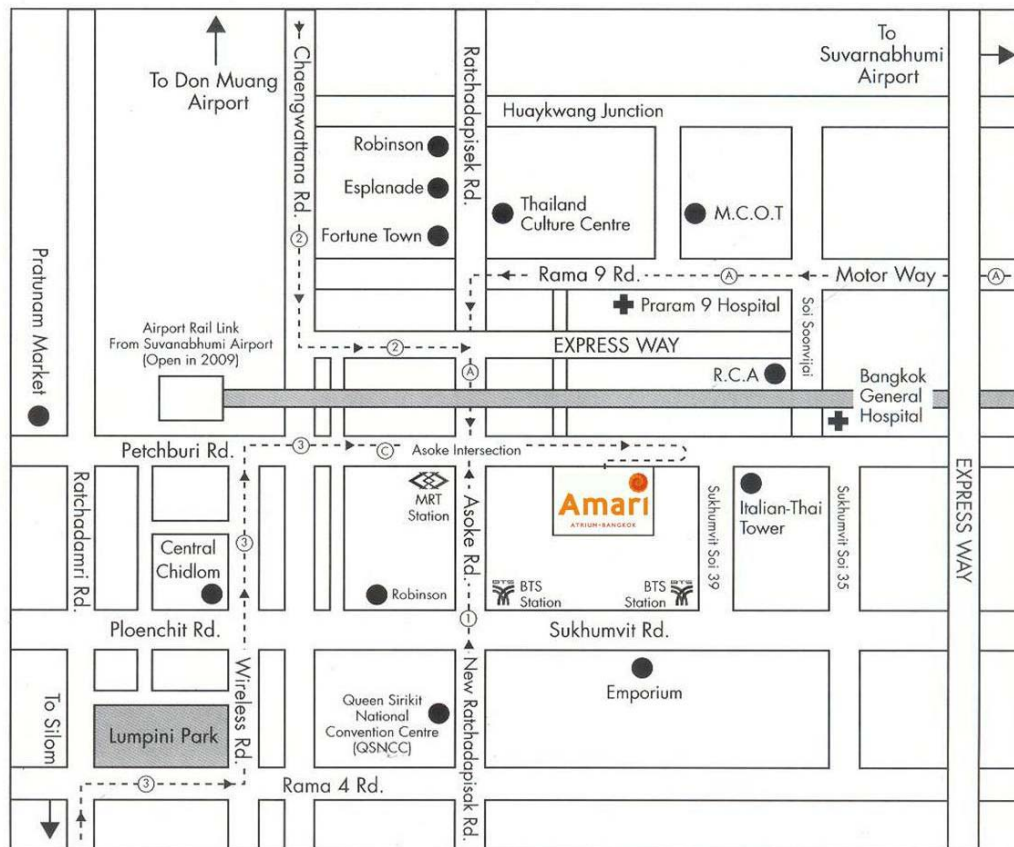 To Don Muang
Airport
Chaengwattana Rd.
Ratchadapisek Rd.
To
Suvarnabhumi
Airport
Huaykwang Junction
Robinson
Esplanade
Fortune Town
Thailand
Culture Centre
M.C.O.T
2
Rama 9 Rd.
A
Motor Way
A
Pratunam Market
Praram 9 Hospital
Soi Soonvijai
Airport Rail Link
From Suvanabhumi Airport
(Open in 2009)
2
EXPRESS WAY
A
R.C.A
Bangkok
General
Hospital
Petchburi Rd.
3
C
Asoke Intersection
EXPRESS WAY
Ratchadamri Rd.
MRT
Station
Asoke Rd.
Amari
ATRIUM•BANGKOK
Sukhumvit Soi 39
Italian-Thai
Tower
Sukhumvit Soi 35
3
Central
Chidlom
Robinson
BTS
BTS
Station
BTS
BTS
Station
1
Ploenchit Rd.
Sukhumvit Rd.
Wireless Rd.
New Ratchadapisak Rd.
Emporium
To Silom
Lumpini Park
Queen Sirikit
National
Convention Centre
(QSNCC)
3
Rama 4 Rd.